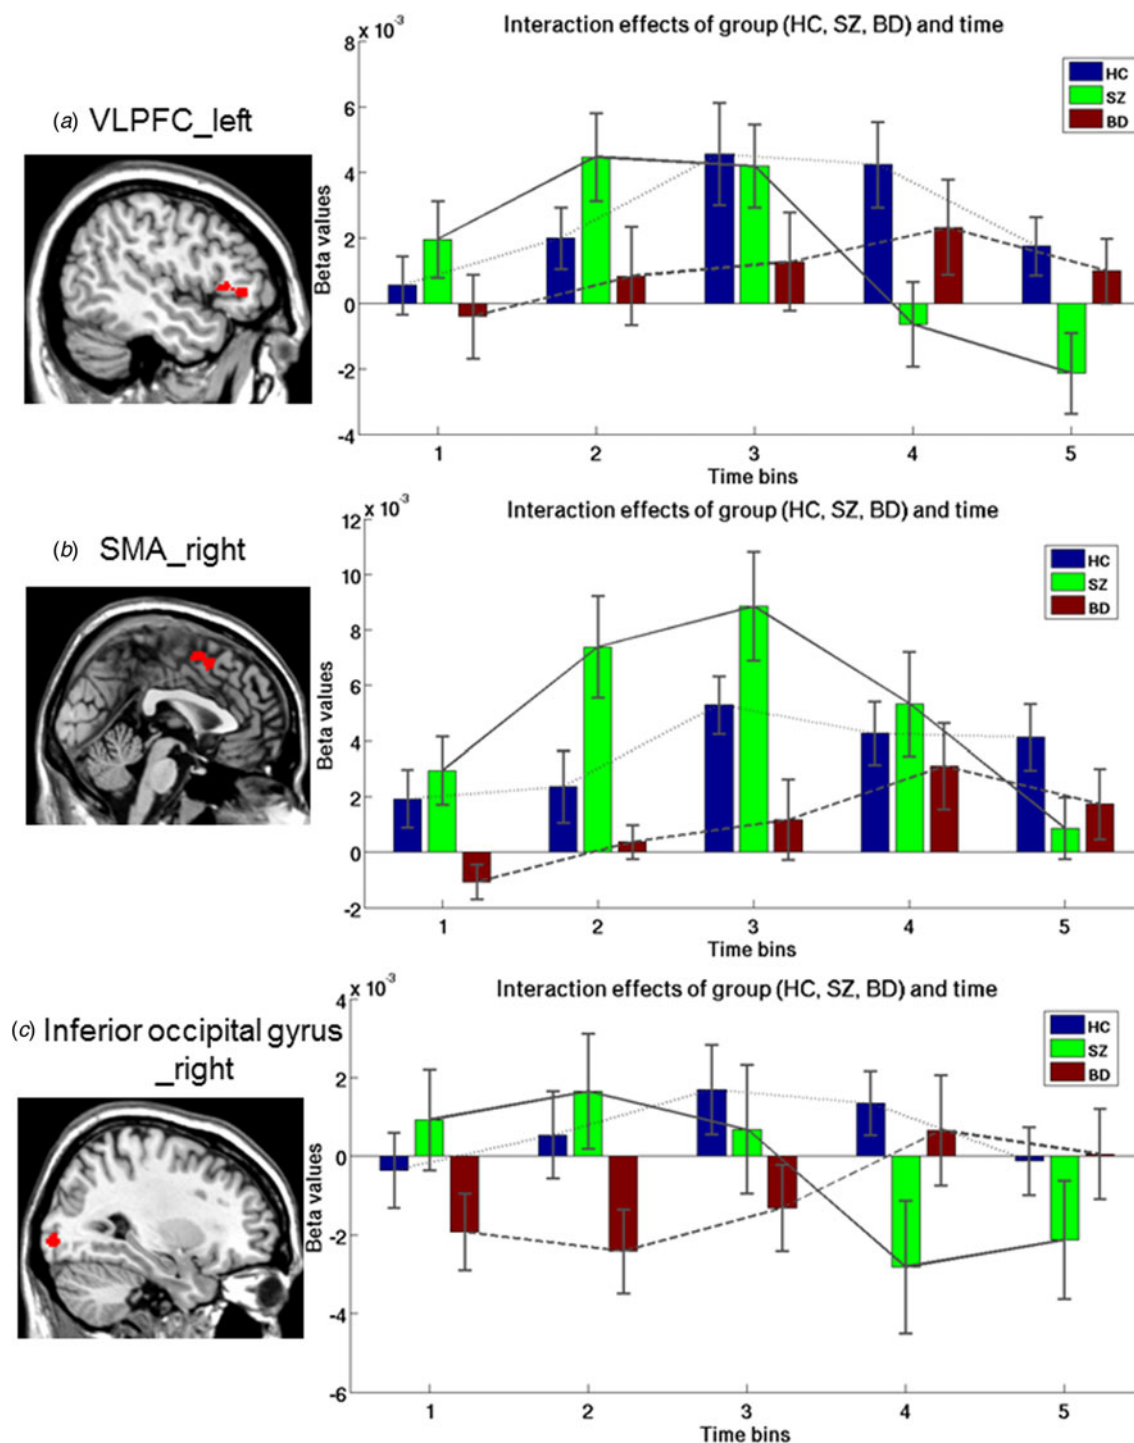 Interaction effects of group (HC, SZ, BD) and time
x 10⁻³
(a) VLPFC_left
HC
SZ
BD
Beta values
8
6
4
2
0
-2
-4
1 2 3 4 5
Time bins
Interaction effects of group (HC, SZ, BD) and time
x 10⁻³
(b) SMA_right
HC
SZ
BD
Beta values
12
10
8
6
4
2
0
-2
1 2 3 4 5
Time bins
Interaction effects of group (HC, SZ, BD) and time
x 10⁻³
(c) Inferior occipital gyrus
_right
HC
SZ
BD
Beta values
4
2
0
-2
-4
-6
1 2 3 4 5
Time bins